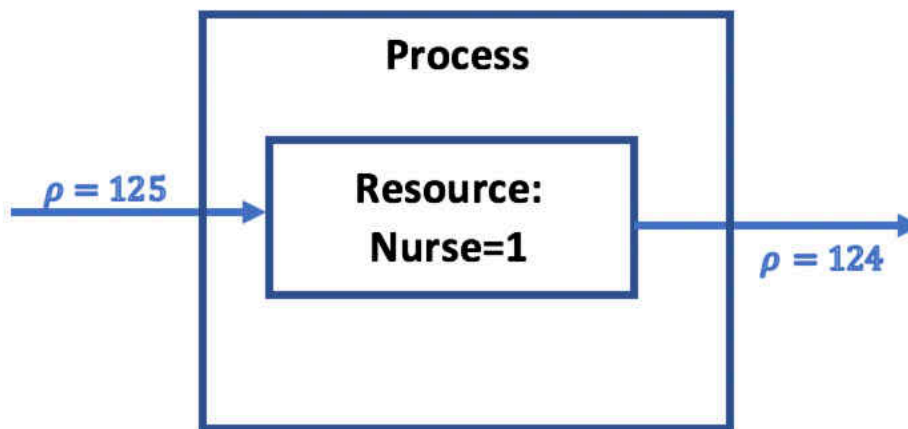 Process
ρ = 125
Resource:
Nurse=1
ρ = 124